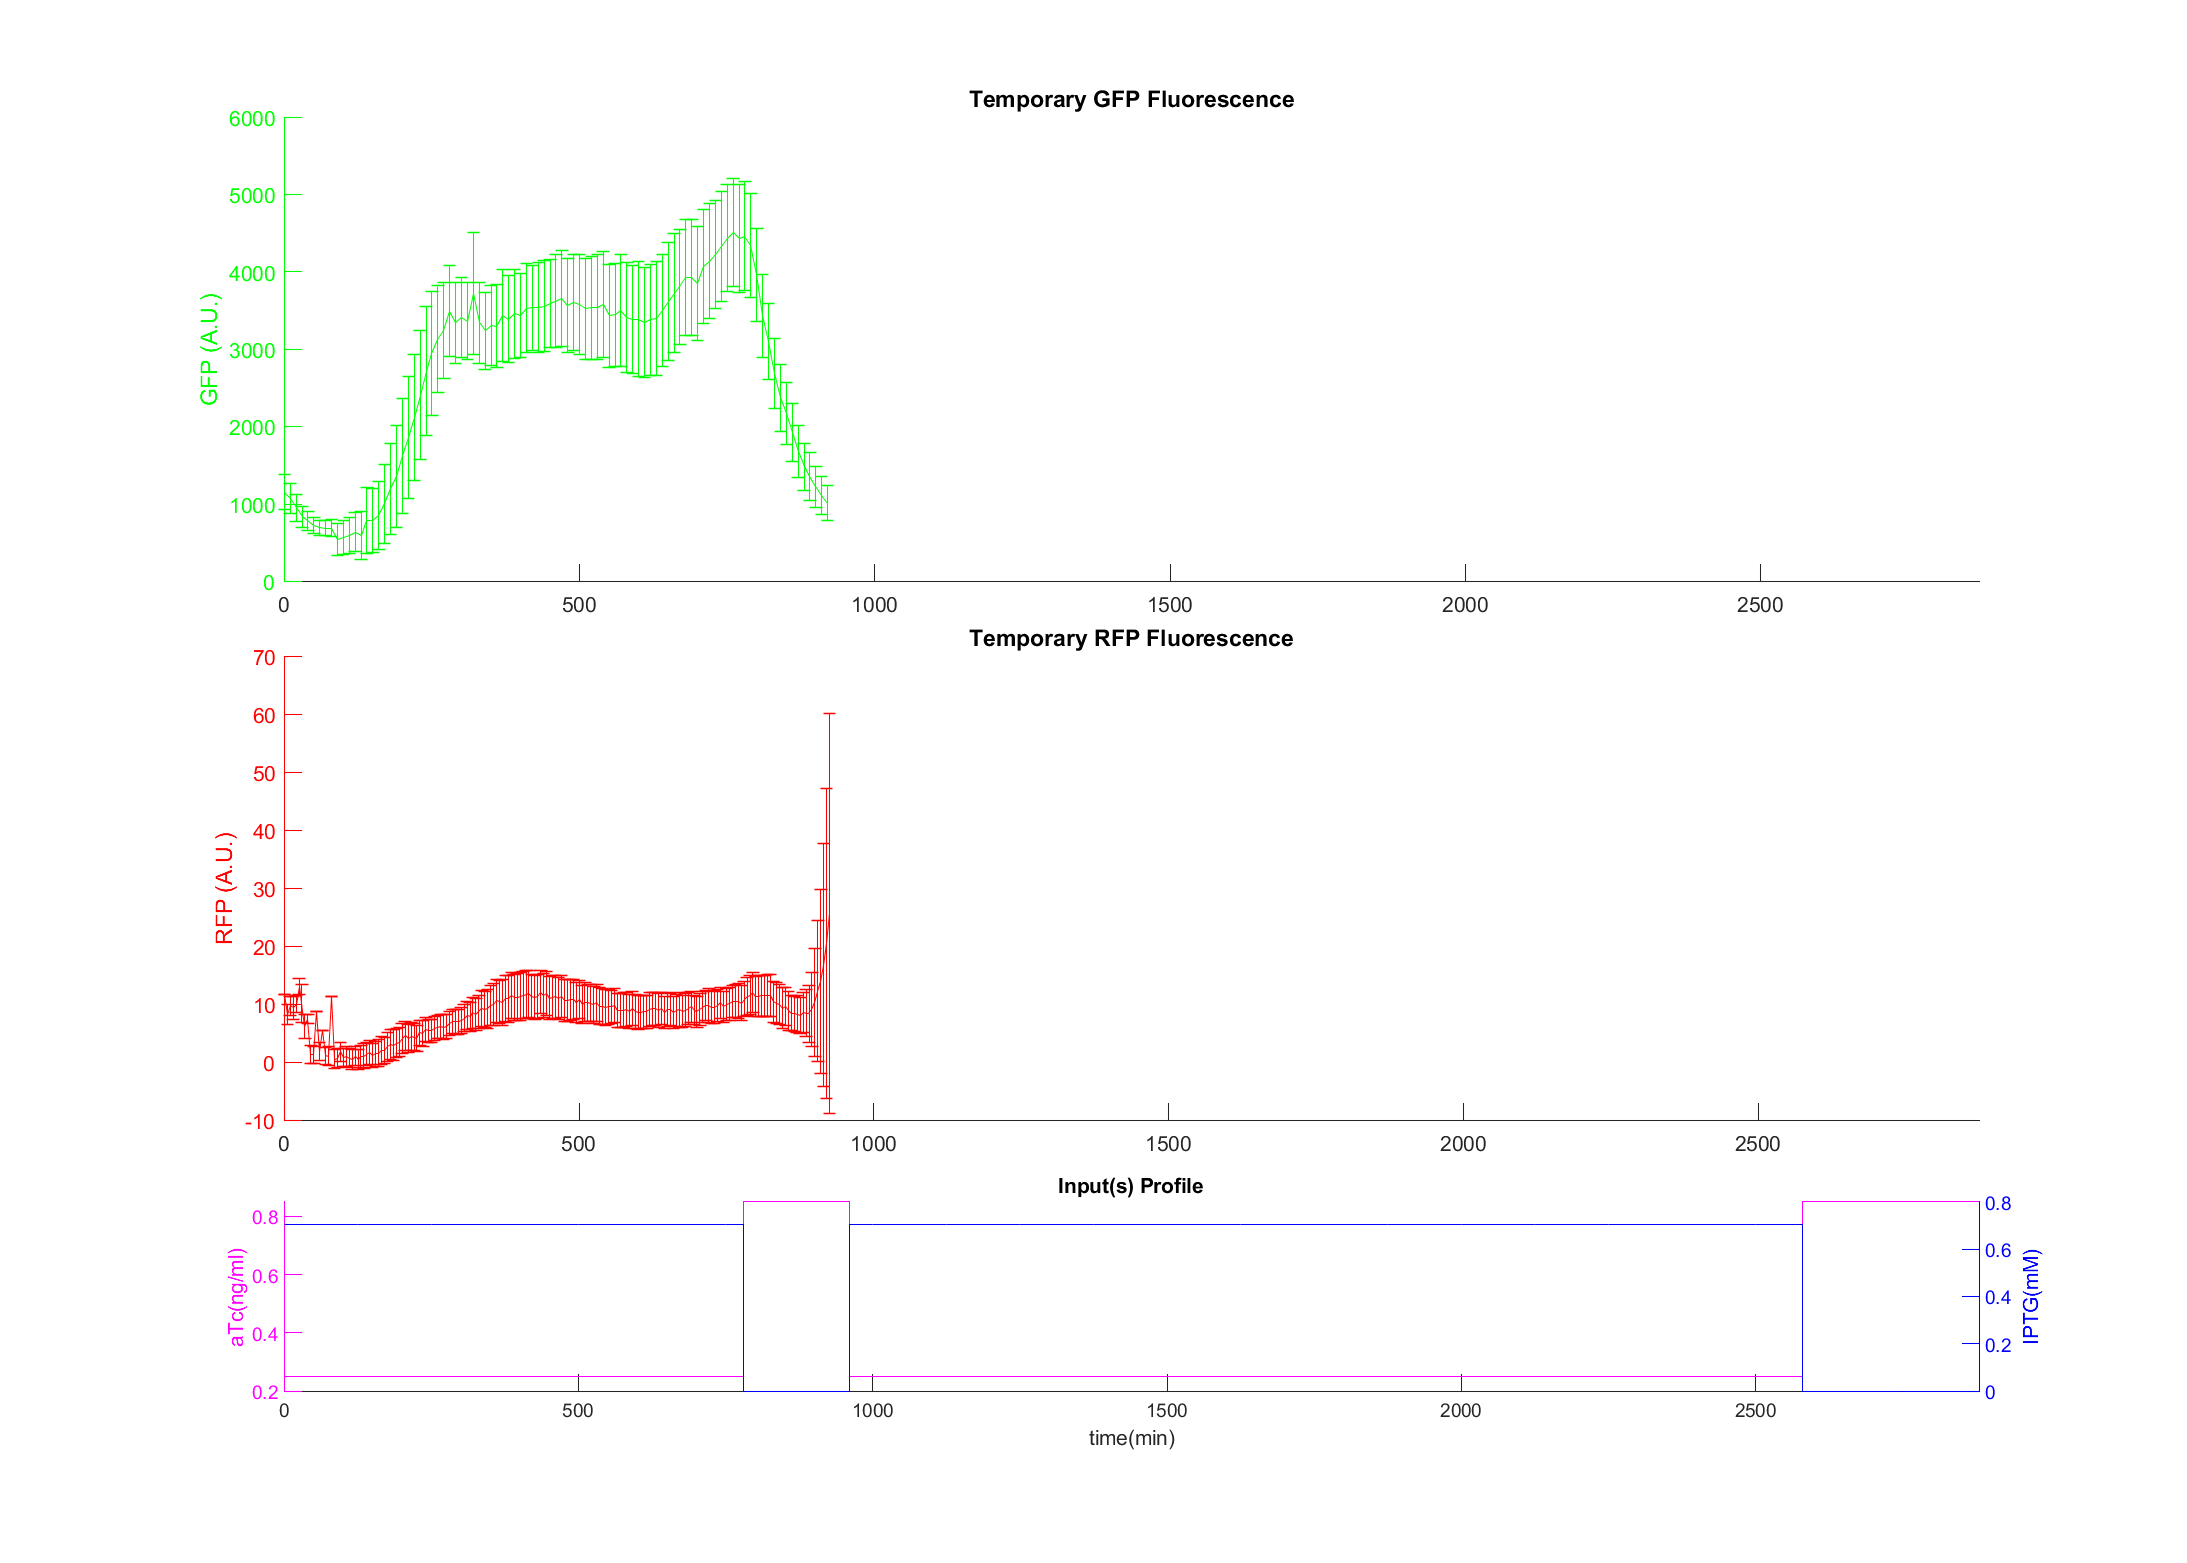 Temporary GFP Fluorescence
6000
5000
4000
3000
2000
1000
0
GFP (A.U.)
0 500 1000 1500 2000 2500
Temporary RFP Fluorescence
70
60
50
40
30
20
10
0
-10
RFP (A.U.)
0 500 1000 1500 2000 2500
Input(s) Profile
0.8
0.6
0.4
0.2
aTc(ng/ml)
0.8
0.6
0.4
0.2
0
IPTG(mM)
0 500 1000 1500 2000 2500
time(min)